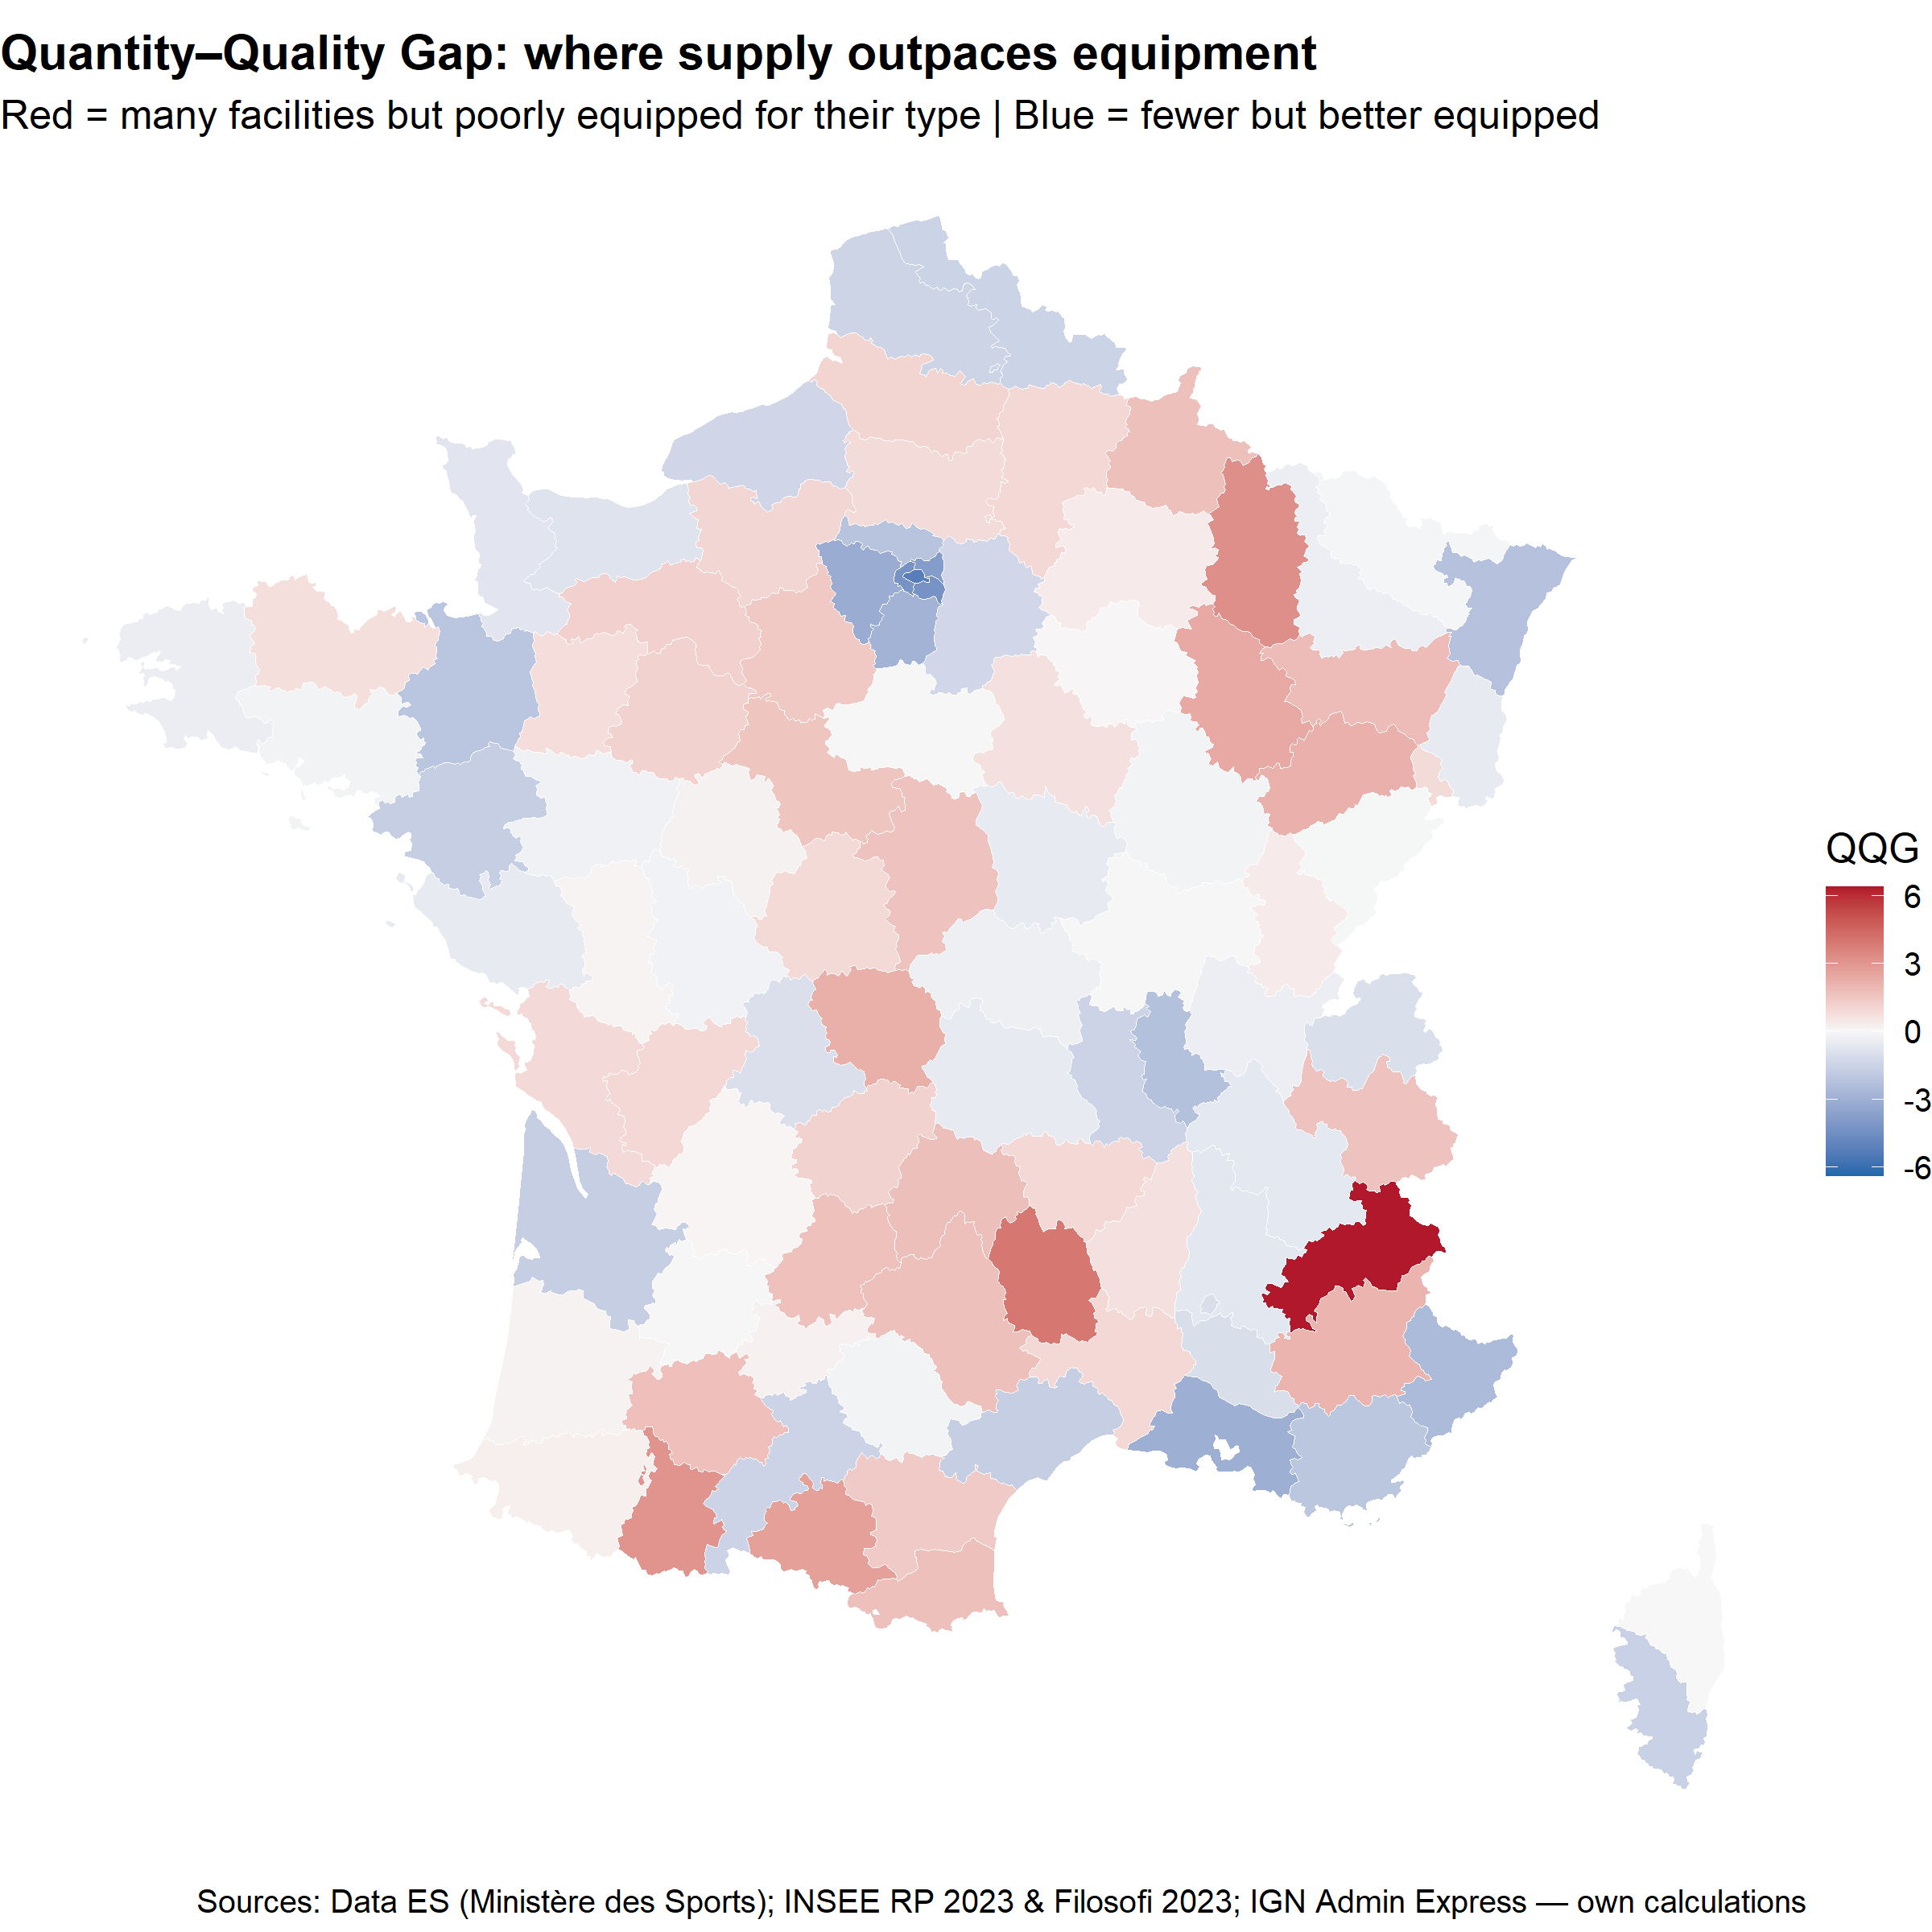 Quantity–Quality Gap: where supply outpaces equipment
Red = many facilities but poorly equipped for their type | Blue = fewer but better equipped
QQG
6
3
0
-3
-6
Sources: Data ES (Ministère des Sports); INSEE RP 2023 & Filosofi 2023; IGN Admin Express — own calculations